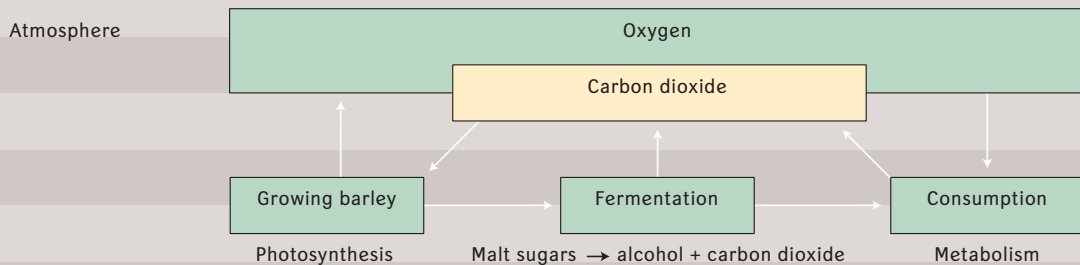 Atmosphere
Oxygen
Carbon dioxide
Growing barley
Fermentation
Consumption
Photosynthesis
Malt sugars → alcohol + carbon dioxide
Metabolism